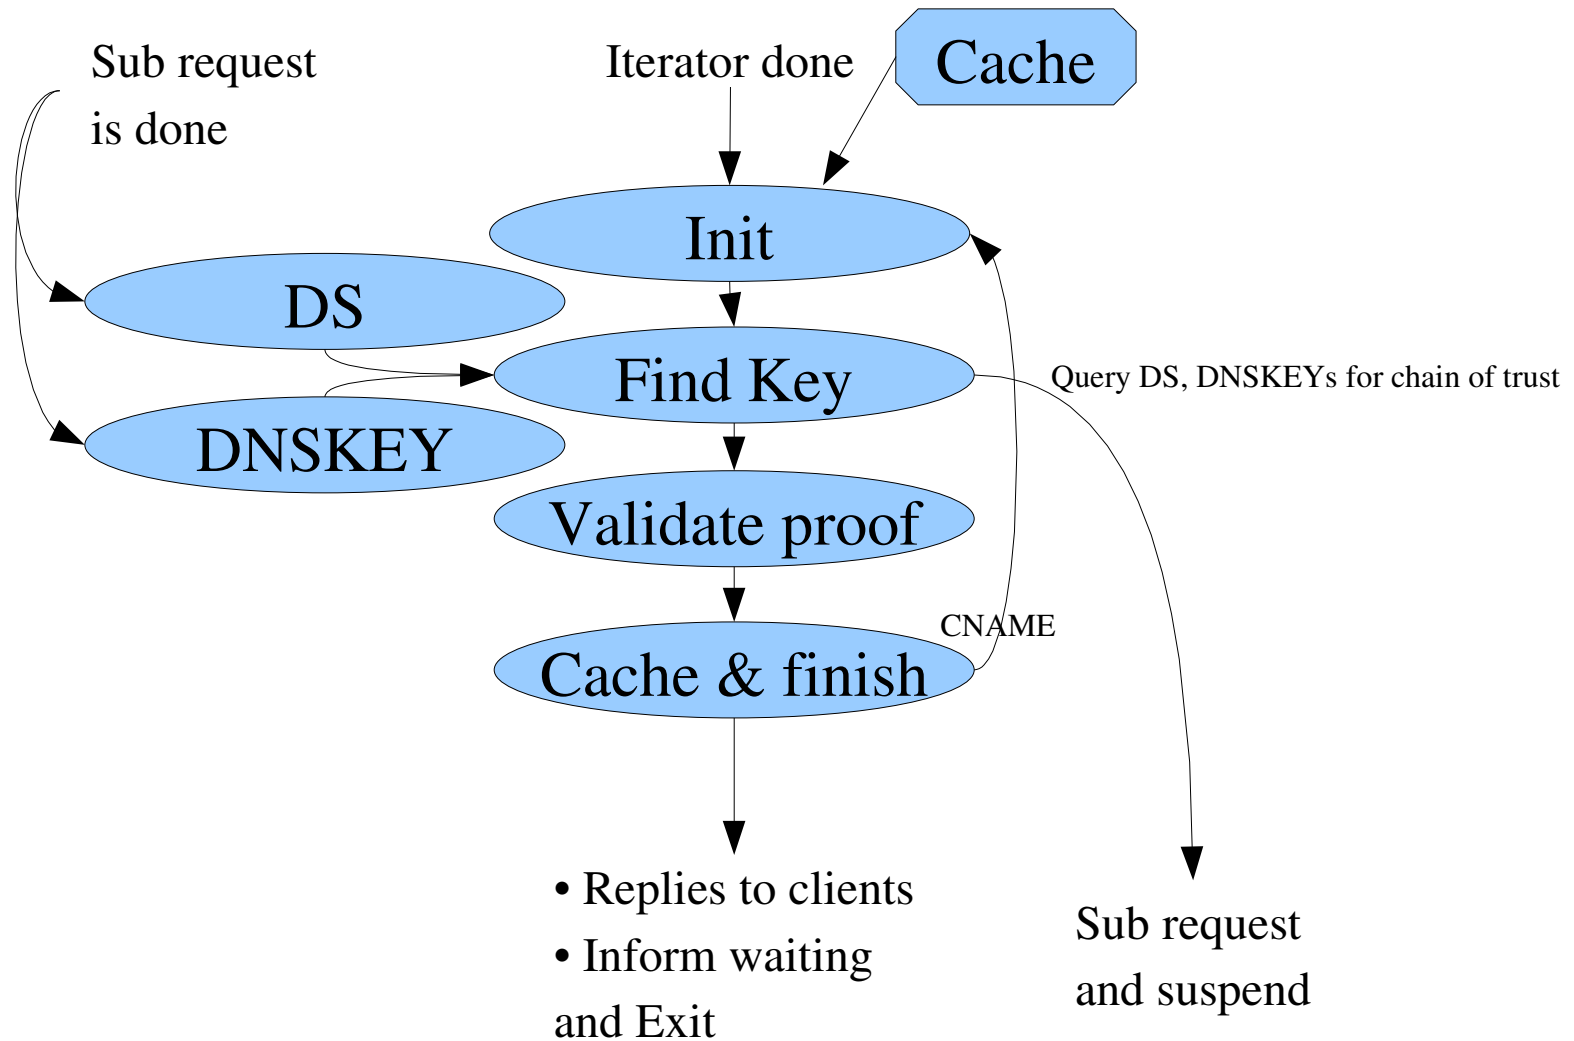 Sub request
is done
Iterator done
Cache
Init
DS
Find Key
Query DS, DNSKEYs for chain of trust
DNSKEY
Validate proof
CNAME
Cache & finish
• Replies to clients
• Inform waiting
and Exit
Sub request
and suspend